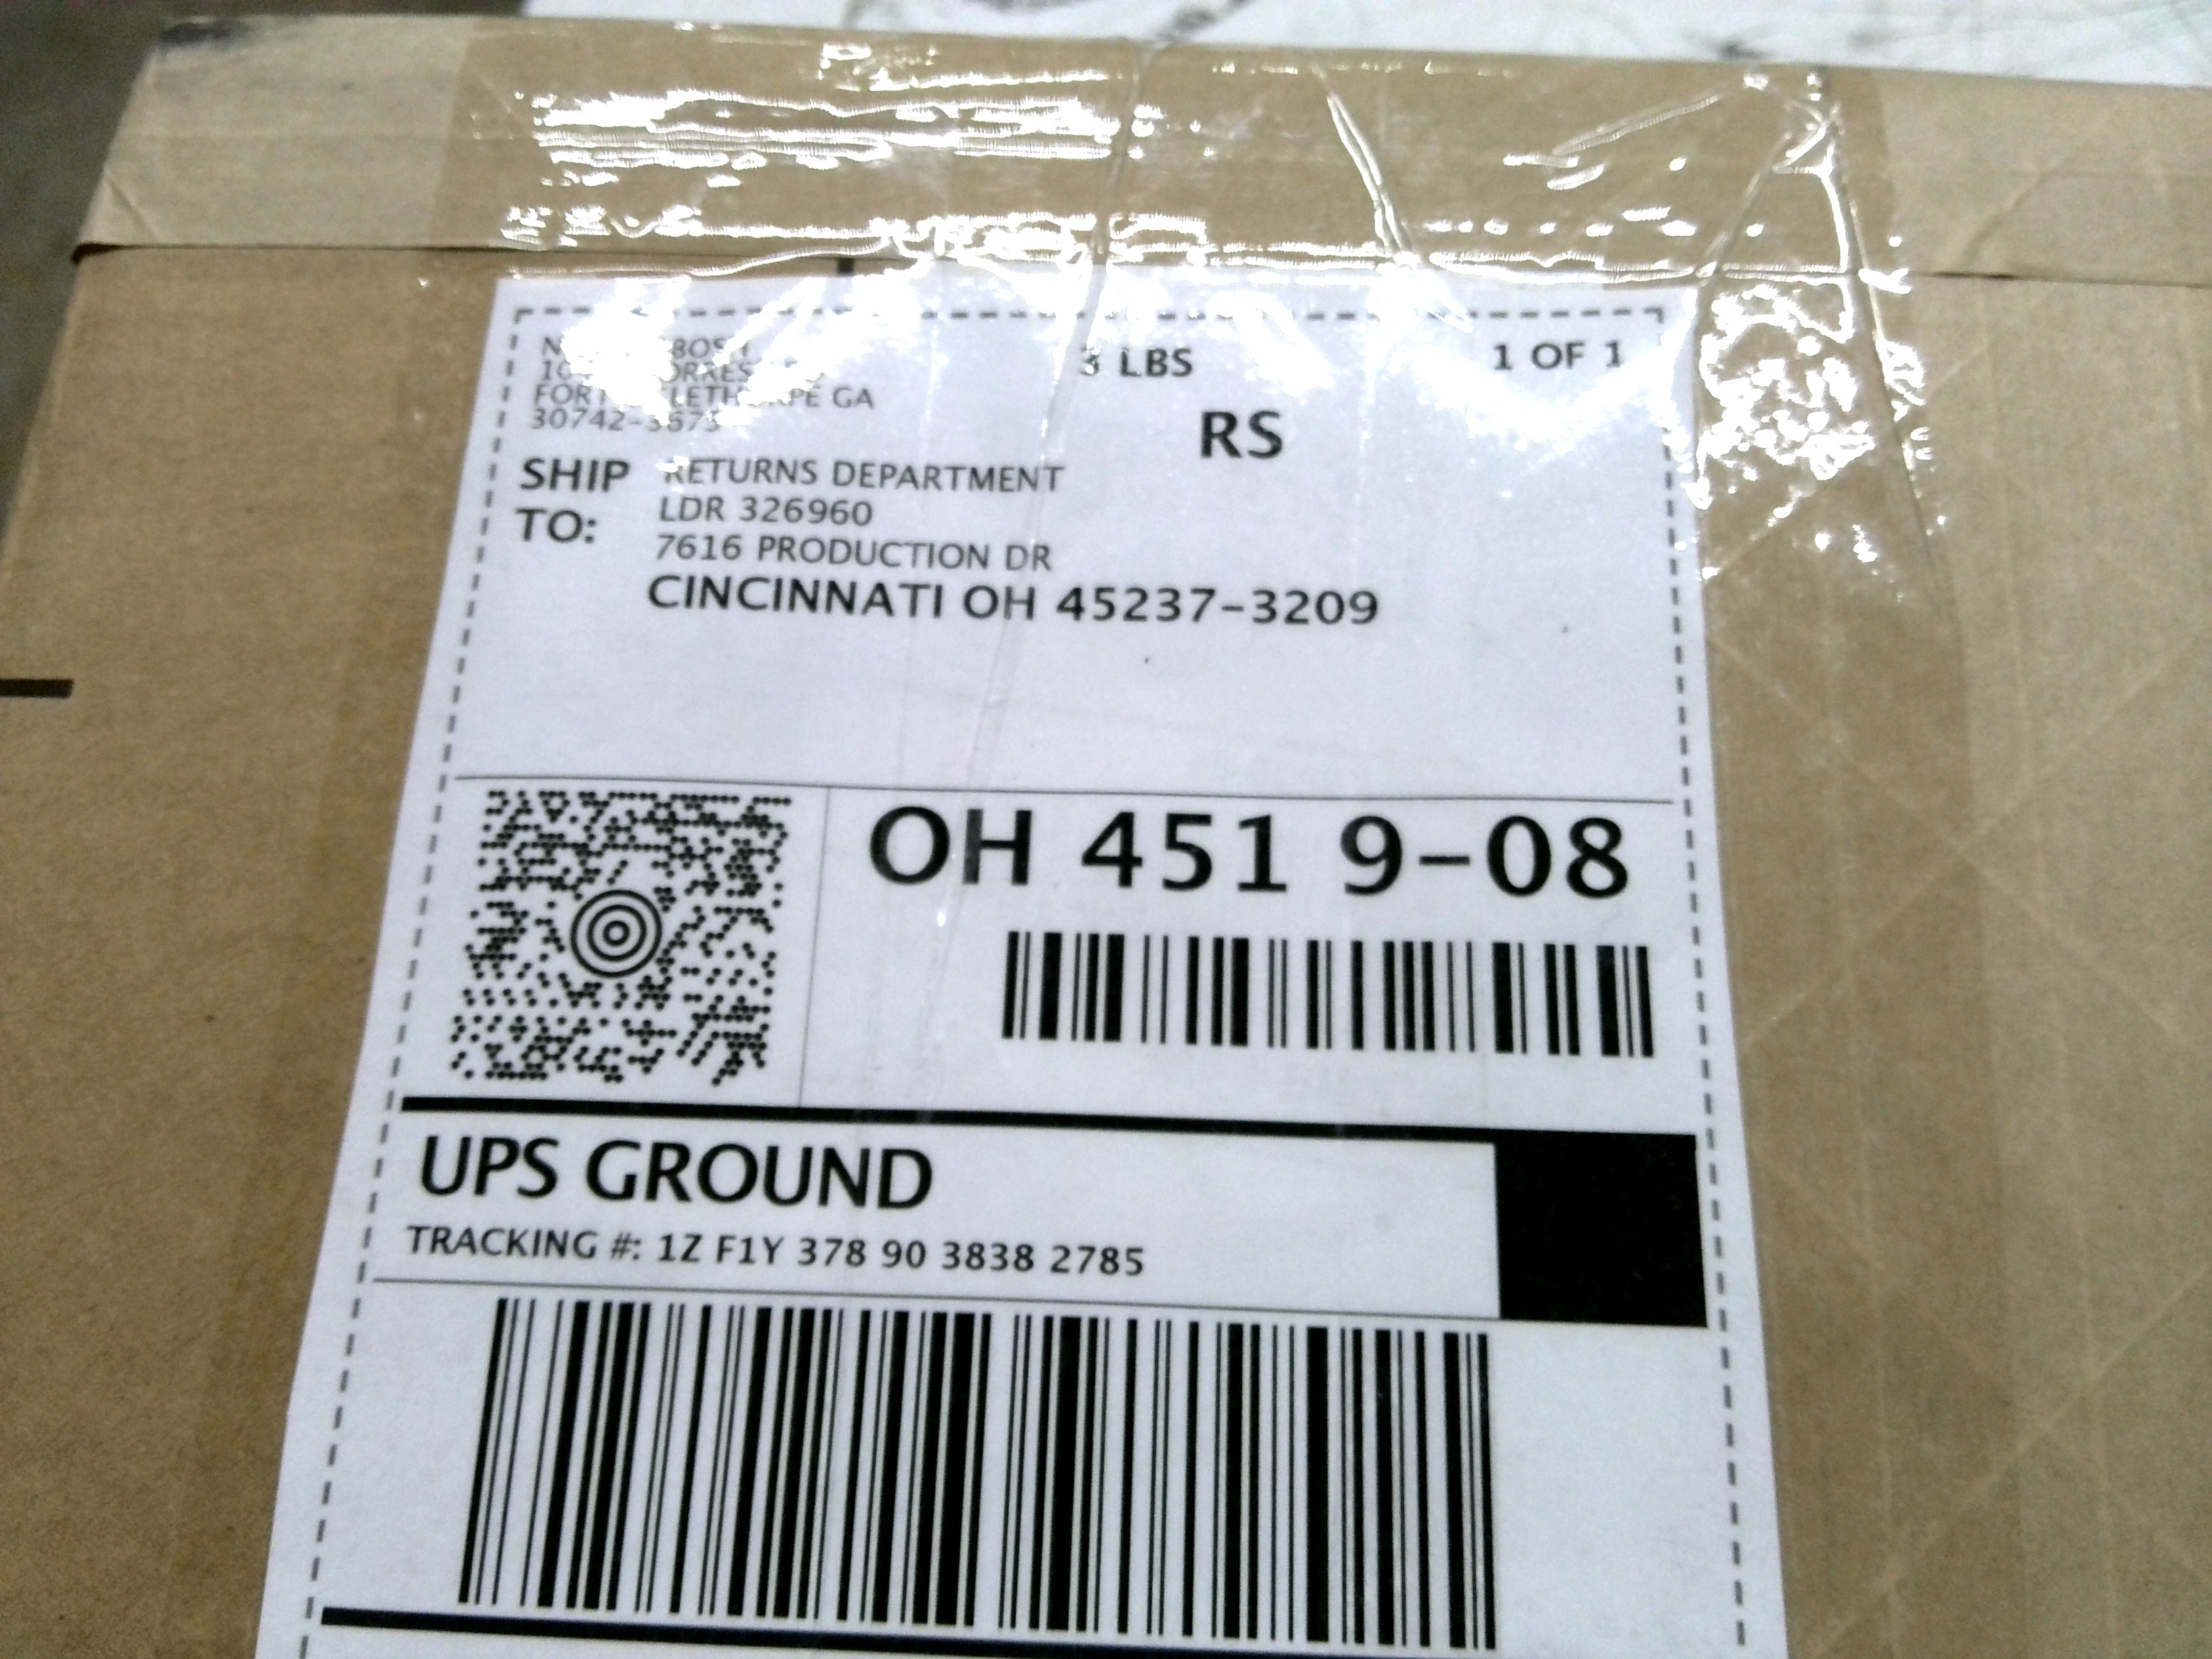 GA
3 LBS
1 OF 1
RS
SHIP TO:
RETURNS DEPARTMENT
LDR 326960
7616 PRODUCTION DR
CINCINNATI OH 45237-3209
OH 451 9-08
UPS GROUND
TRACKING #: 1Z F1Y 378 90 3838 2785